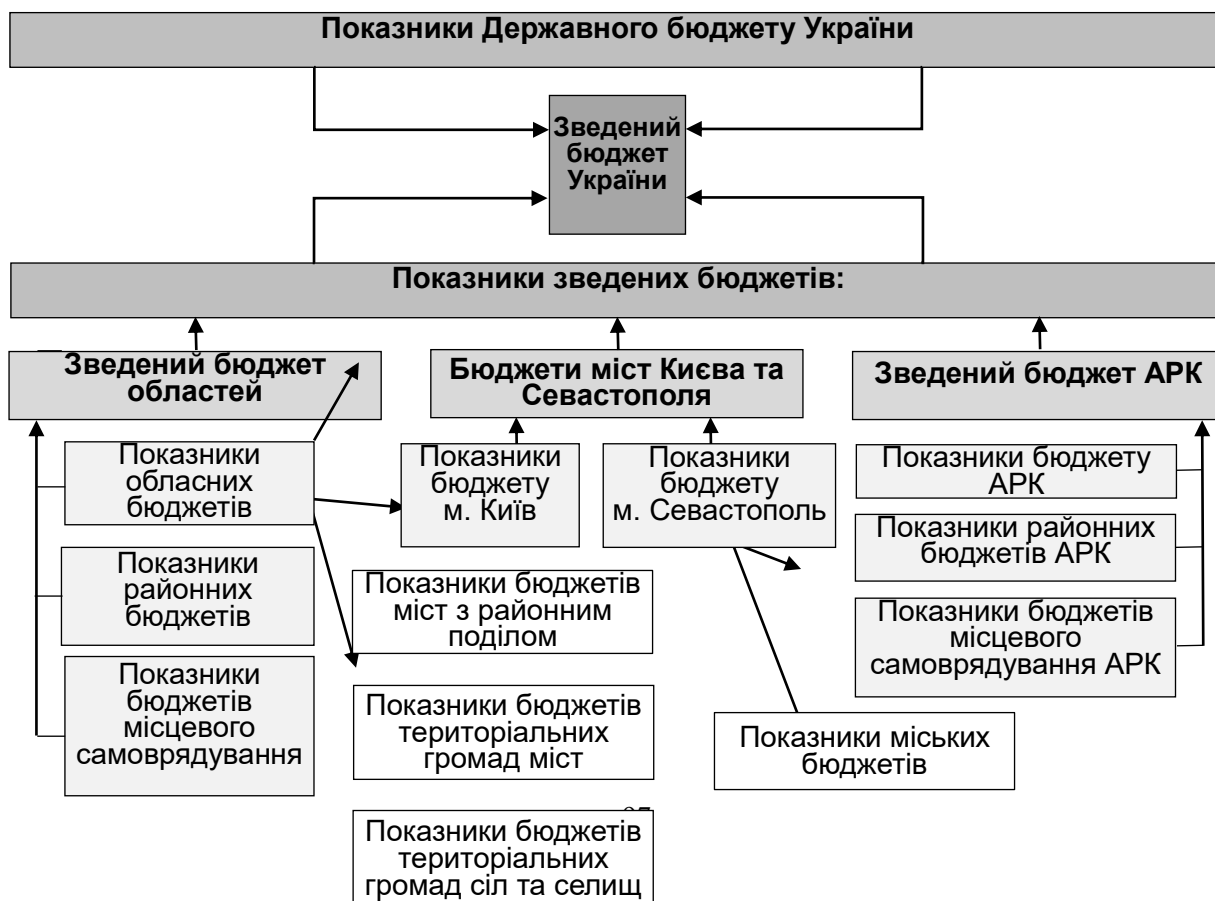 Показники Державного бюджету України
Зведений
бюджет
України
Показники зведених бюджетів:
Зведений бюджет
областей
Бюджети міст Києва та
Севастополя
Зведений бюджет АРК
Показники
обласних
бюджетів
Показники
бюджету
м. Київ
Показники
бюджету
м. Севастополь
Показники бюджету
АРК
Показники районних
бюджетів АРК
Показники
районних
бюджетів
Показники бюджетів
міст з районним
поділом
Показники бюджетів
місцевого
самоврядування АРК
Показники
бюджетів
місцевого
самоврядування
Показники бюджетів
територіальних
громад міст
Показники міських
бюджетів
Показники бюджетів
територіальних
громад сіл та селищ